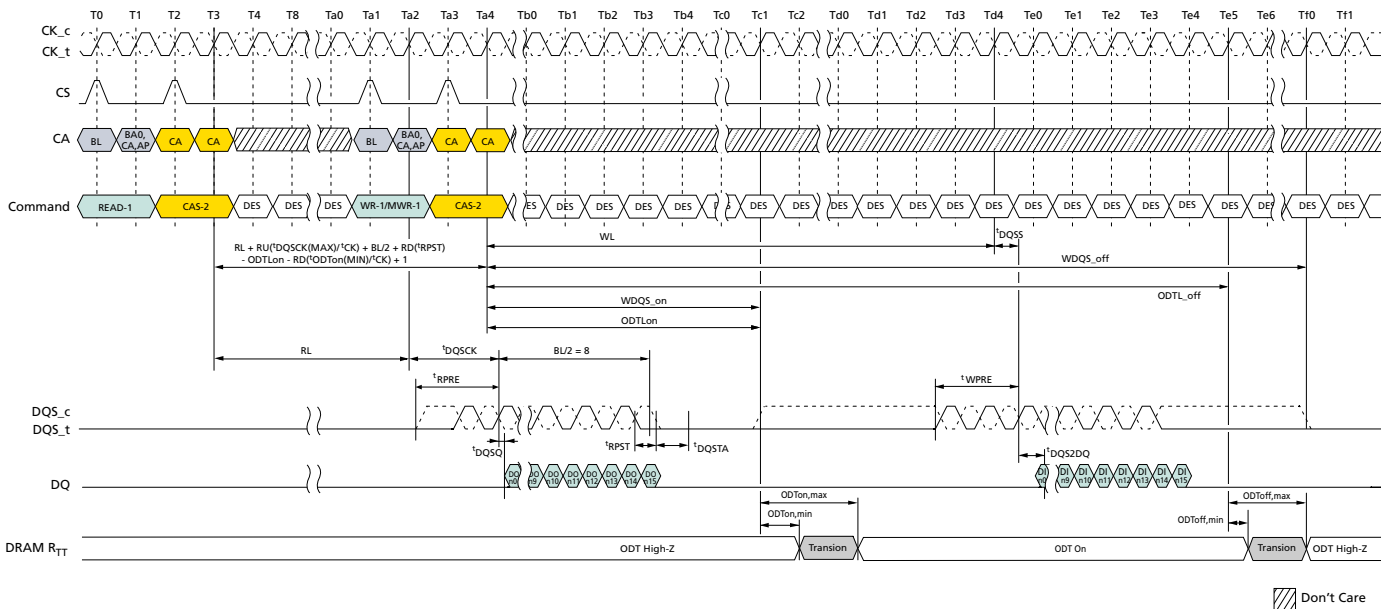 T0 T1 T2 T3 T4 T8 Ta0 Ta1 Ta2 Ta3 Ta4 Tb0 Tb1 Tb2 Tb3 Tb4 Tc0 Tc1 Tc2 Td0 Td1 Td2 Td3 Td4 Te0 Te1 Te2 Te3 Te4 Te5 Te6 Tf0 Tf1
CK_c
CK_t
CS
CA BL BA0, CA,AP CA CA BL BA0, CA,AP CA CA
Command READ-1 CAS-2 DES DES DES WR-1/MWR-1 CAS-2 DES DES DES DES DES DES DES DES DES DES DES DES DES DES DES DES DES DES DES DES DES DES
RL + RU(tDQSCK(MAX)/tCK) + BL/2 + RD(tRPST)
- ODTLon - RD(tODTon(MIN)/tCK) + 1
WL
tDQSS
WDQS_off
ODTL_off
WDQS_on
ODTLon
RL
tDQSCK
BL/2 = 8
tRPRE
tWPRE
DQS_c
DQS_t
tDQSQ
tRPST
tDQSTA
tDQS2DQ
DQ DO n0 DO n9 DO n10 DO n11 DO n12 DO n13 DO n14 DO n15 DI n0 DI n9 DI n10 DI n11 DI n12 DI n13 DI n14 DI n15
ODTon,max
ODTon,min
ODToff,max
ODToff,min
DRAM RTT ODT High-Z Transion ODT On Transion ODT High-Z
Don't Care